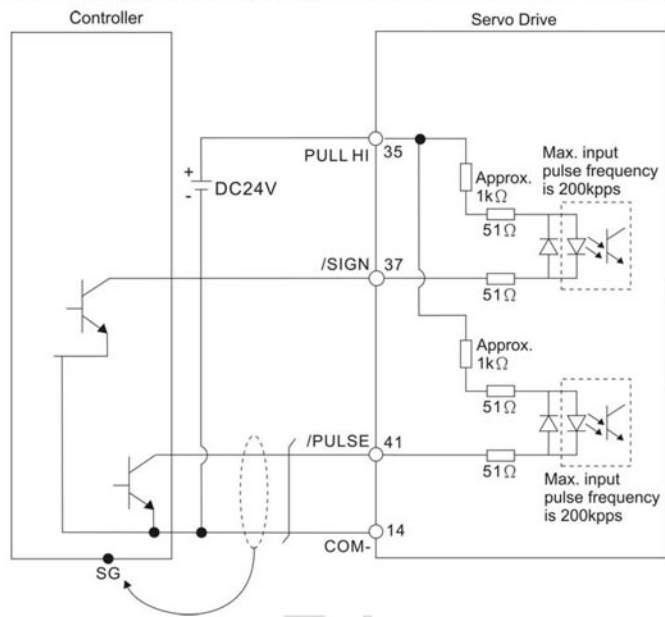 Controller
Servo Drive
PULL HI
35
Max. input
pulse frequency
is 200kpps
+
-
DC24V
Approx.
1kΩ
51Ω
/SIGN
37
51Ω
Approx.
1kΩ
51Ω
/PULSE
41
51Ω
Max. input
pulse frequency
is 200kpps
14
COM-
SG